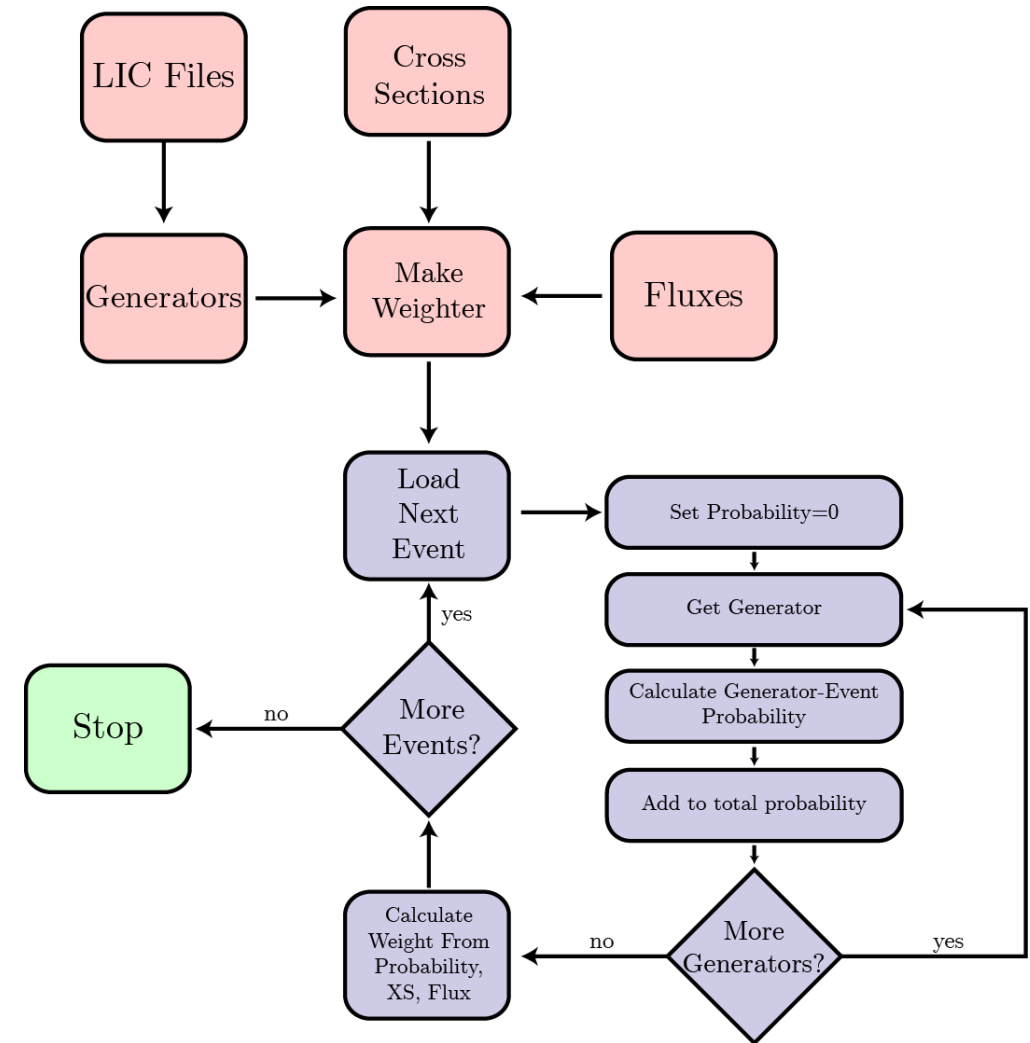 LIC Files
Cross
Sections
Generators
Make
Weighter
Fluxes
Load
Next
Event
Set Probability=0
Get Generator
yes
Calculate Generator-Event
Probability
Stop
no
More
Events?
Add to total probability
Calculate
Weight From
Probability,
XS, Flux
no
More
Generators?
yes